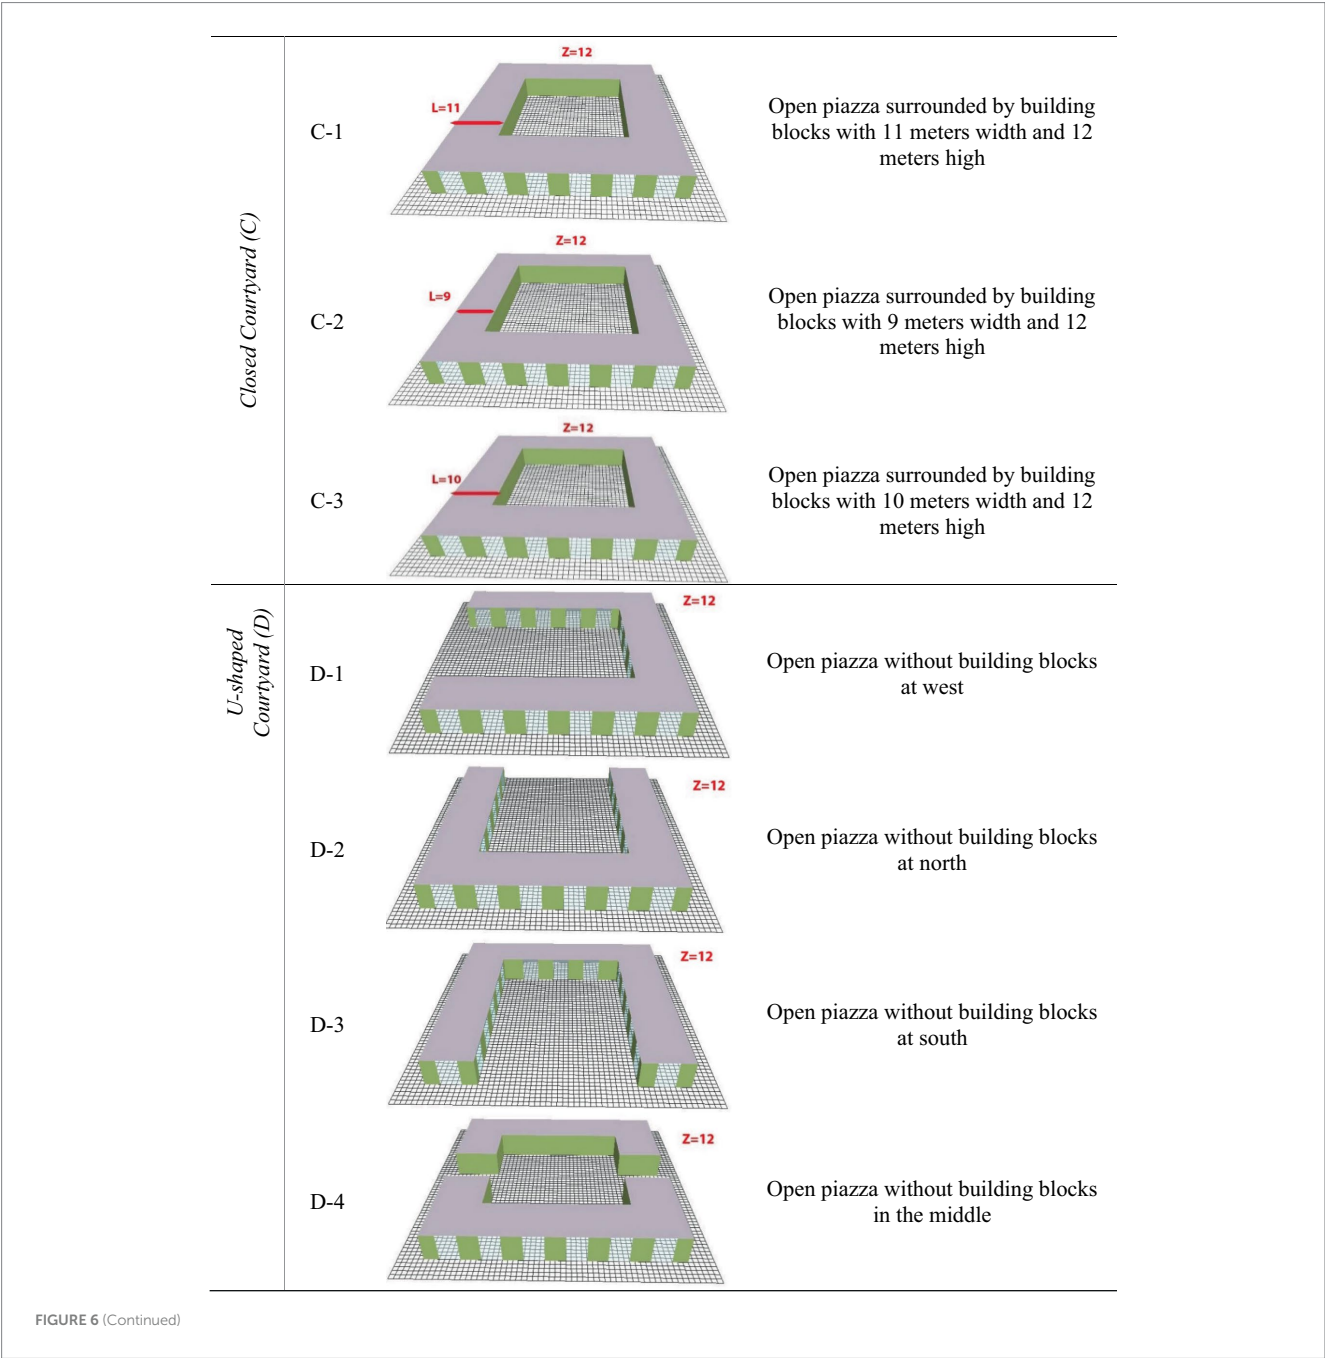 Closed Courtyard (C)
C-1
Z=12
L=11
Open piazza surrounded by building
blocks with 11 meters width and 12
meters high
C-2
Z=12
L=9
Open piazza surrounded by building
blocks with 9 meters width and 12
meters high
C-3
Z=12
L=10
Open piazza surrounded by building
blocks with 10 meters width and 12
meters high
U-shaped
Courtyard (D)
D-1
Z=12
Open piazza without building blocks
at west
D-2
Z=12
Open piazza without building blocks
at north
D-3
Z=12
Open piazza without building blocks
at south
D-4
Z=12
Open piazza without building blocks
in the middle
FIGURE 6 (Continued)